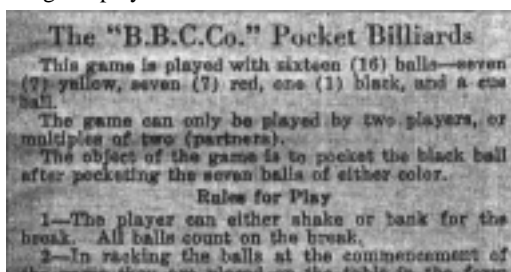 The "B.B.C.Co." Pocket Billiards
This game is played with sixteen (16) balls—seven
(7) yellow, seven (7) red, one (1) black, and a cue
ball.
The game can only be played by two players, or
multiples of two (partners).
The object of the game is to pocket the black ball
after pocketing the seven balls of either color.
Rules for Play
1—The player can either shake or bank for the
break. All balls count on the break.
2—In racking the balls at the commencement of